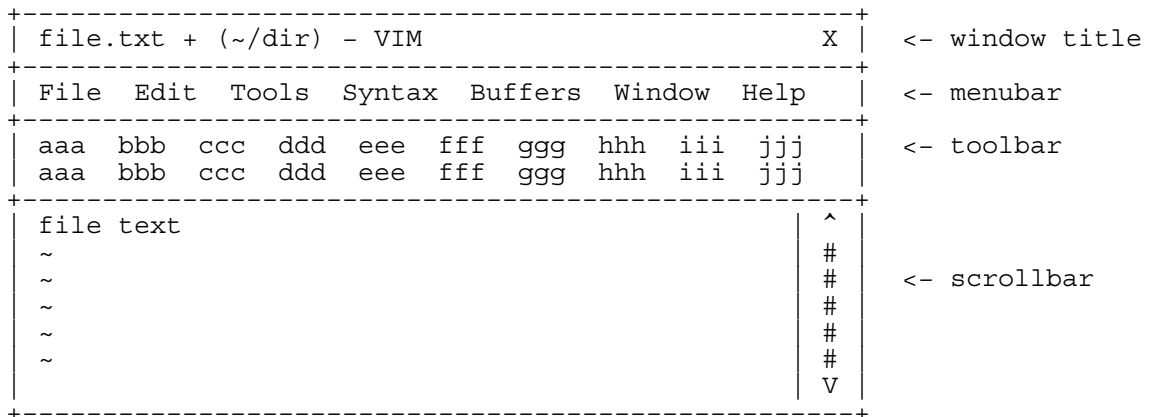 +----------------------------------------------------+
| file.txt + (~/dir) - VIM                         X |  <- window title
+----------------------------------------------------+
| File  Edit  Tools  Syntax  Buffers  Window  Help   |  <- menubar
+----------------------------------------------------+
| aaa  bbb  ccc  ddd  eee  fff  ggg  hhh  iii  jjj   |  <- toolbar
| aaa  bbb  ccc  ddd  eee  fff  ggg  hhh  iii  jjj   |
+----------------------------------------------------+
| file text                                      | ^ |
| ~                                              | # |
| ~                                              | # |  <- scrollbar
| ~                                              | # |
| ~                                              | # |
| ~                                              | # |
|                                                | V |
+----------------------------------------------------+